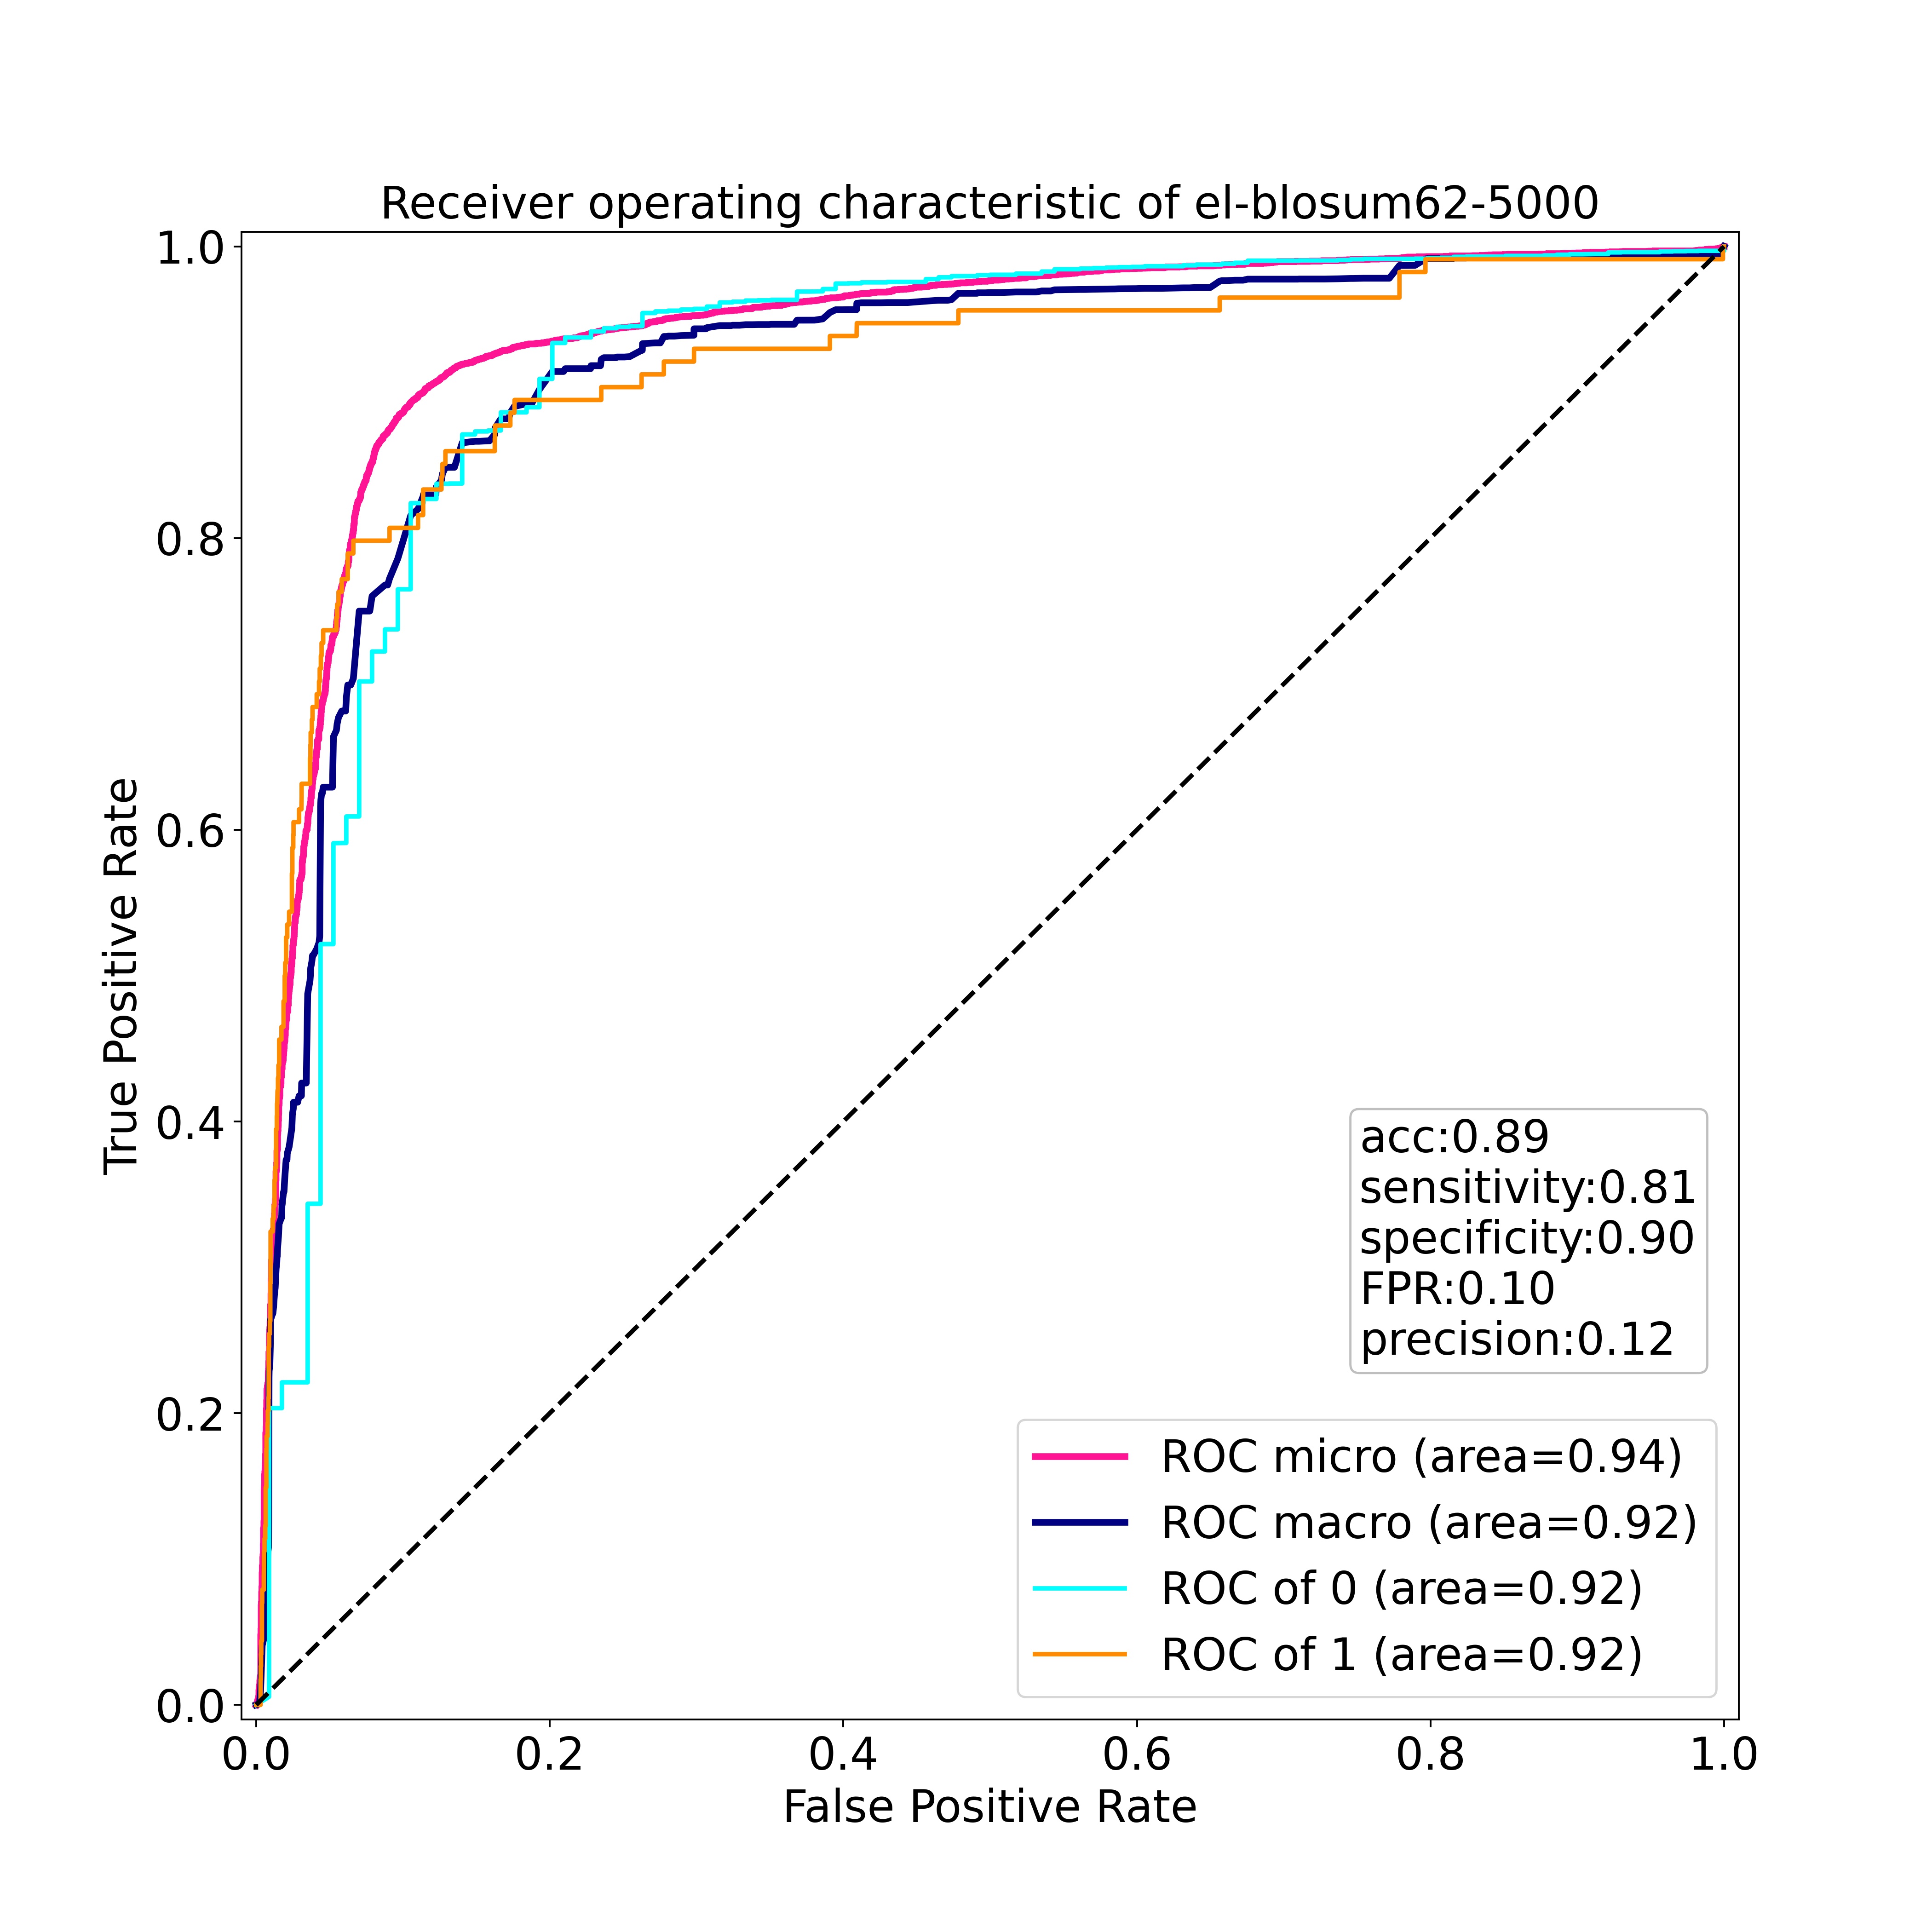 Receiver operating characteristic of el-blosum62-5000
1.0
0.8
0.6
0.4
0.2
0.0
True Positive Rate
acc:0.89
sensitivity:0.81
specificity:0.90
FPR:0.10
precision:0.12
ROC micro (area=0.94)
ROC macro (area=0.92)
ROC of 0 (area=0.92)
ROC of 1 (area=0.92)
0.0 0.2 0.4 0.6 0.8 1.0
False Positive Rate